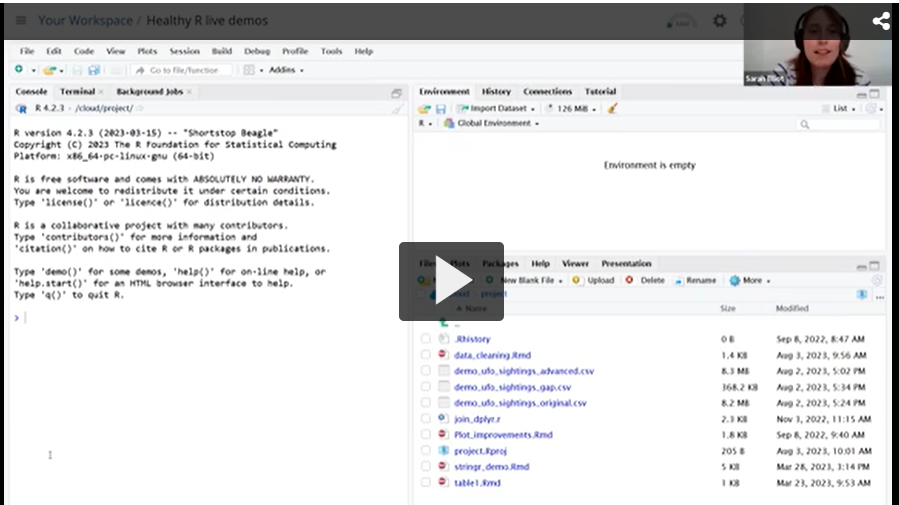 Your Workspace / Healthy R live demos
Sarah Elliot
File Edit Code View Plots Session Build Debug Profile Tools Help
Go to file/function Addins
Console Terminal Background Jobs
R 4.2.3 · /cloud/project/
R version 4.2.3 (2023-03-15) -- "Shortstop Beagle"
Copyright (C) 2023 The R Foundation for Statistical Computing
Platform: x86_64-pc-linux-gnu (64-bit)
R is free software and comes with ABSOLUTELY NO WARRANTY.
You are welcome to redistribute it under certain conditions.
Type 'license()' or 'licence()' for distribution details.
R is a collaborative project with many contributors.
Type 'contributors()' for more information and
'citation()' on how to cite R or R packages in publications.
Type 'demo()' for some demos, 'help()' for on-line help, or
'help.start()' for an HTML browser interface to help.
Type 'q()' to quit R.
>
Environment History Connections Tutorial
Import Dataset 126 MiB List
R Global Environment
Environment is empty
Files Plots Packages Help Viewer Presentation
New Blank File Upload Delete Rename More
project
Name Size Modified
..
.Rhistory 0 B Sep 8, 2022, 8:47 AM
data_cleaning.Rmd 1.4 KB Aug 3, 2023, 9:56 AM
demo_ufo_sightings_advanced.csv 8.3 MB Aug 2, 2023, 5:02 PM
demo_ufo_sightings_gap.csv 368.2 KB Aug 2, 2023, 5:34 PM
demo_ufo_sightings_original.csv 8.2 MB Aug 2, 2023, 5:24 PM
join_dplyr.r 2.3 KB Nov 3, 2022, 11:15 AM
Plot_improvements.Rmd 1.8 KB Sep 8, 2022, 9:40 AM
project.Rproj 205 B Aug 3, 2023, 10:01 AM
stringr_demo.Rmd 5 KB Mar 28, 2023, 3:14 PM
table1.Rmd 1 KB Mar 23, 2023, 9:53 AM